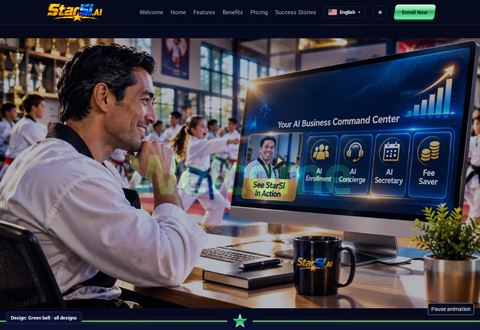 StarSI.AI
Welcome
Home
Features
Benefits
Pricing
Success Stories
English
Enroll Now
Your AI Business Command Center
See StarSI
In Action
AI
Enrollment
AI
Concierge
AI
Secretary
Fee
Saver
StarSI.AI
Pause animation
Design: Green belt · all designs